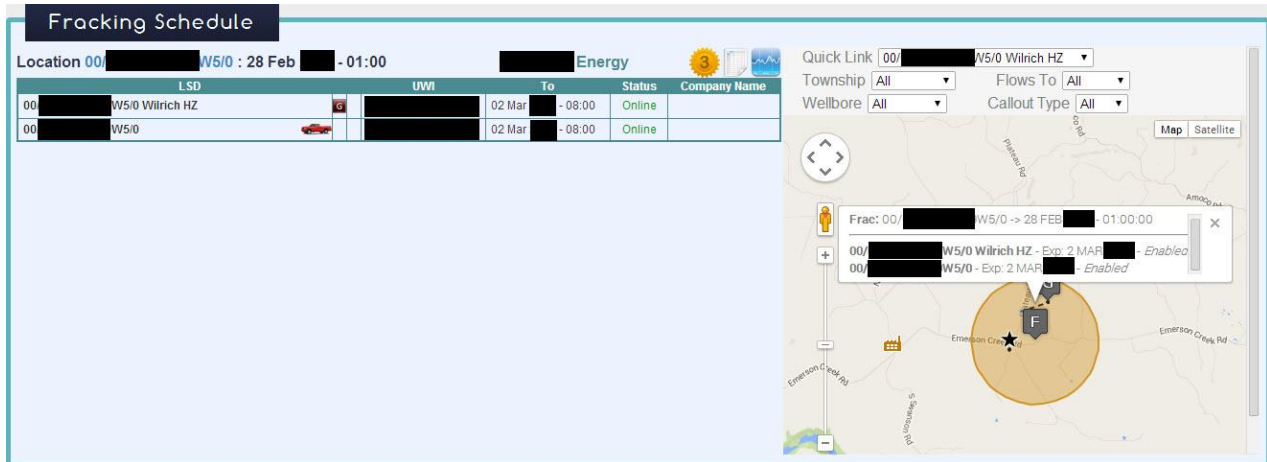 Fracking Schedule
Location 00/ W5/0 : 28 Feb - 01:00 Energy 3
LSD UWI To Status Company Name
00/ W5/0 Wilrich HZ G 02 Mar - 08:00 Online
00 W5/0 02 Mar - 08:00 Online
Quick Link 00/ W5/0 Wilrich HZ
Township All Flows To All
Wellbore All Callout Type All
Map Satellite
co Rd
Plateau Rd
Amoco
Frac: 00/ W5/0 -> 28 FEB - 01:00:00 ×
00/ W5/0 Wilrich HZ - Exp: 2 MAR - Enabled
00/ W5/0 - Exp: 2 MAR - Enabled
G
F
Emerson Creek Rd
Emerson Creek Rd
Emerson Creek Rd
S Swanson Rd